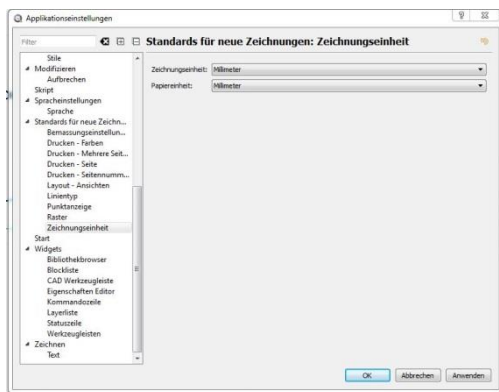 Applikationseinstellungen
Filter
Standards für neue Zeichnungen: Zeichnungseinheit
Stile
Modifizieren
Aufbrechen
Skript
Spracheinstellungen
Sprache
Standards für neue Zeichn...
Bemassungseinstellun...
Drucken - Farben
Drucken - Mehrere Seit...
Drucken - Seite
Drucken - Seitennumm...
Layout - Ansichten
Linientyp
Punktanzeige
Raster
Zeichnungseinheit
Start
Widgets
Bibliothekbrowser
Blockliste
CAD Werkzeugleiste
Eigenschaften Editor
Kommandozeile
Layerliste
Statuszeile
Werkzeugleisten
Zeichnen
Text
Zeichnungseinheit: Millimeter
Papiereinheit: Millimeter
OK Abbrechen Anwenden